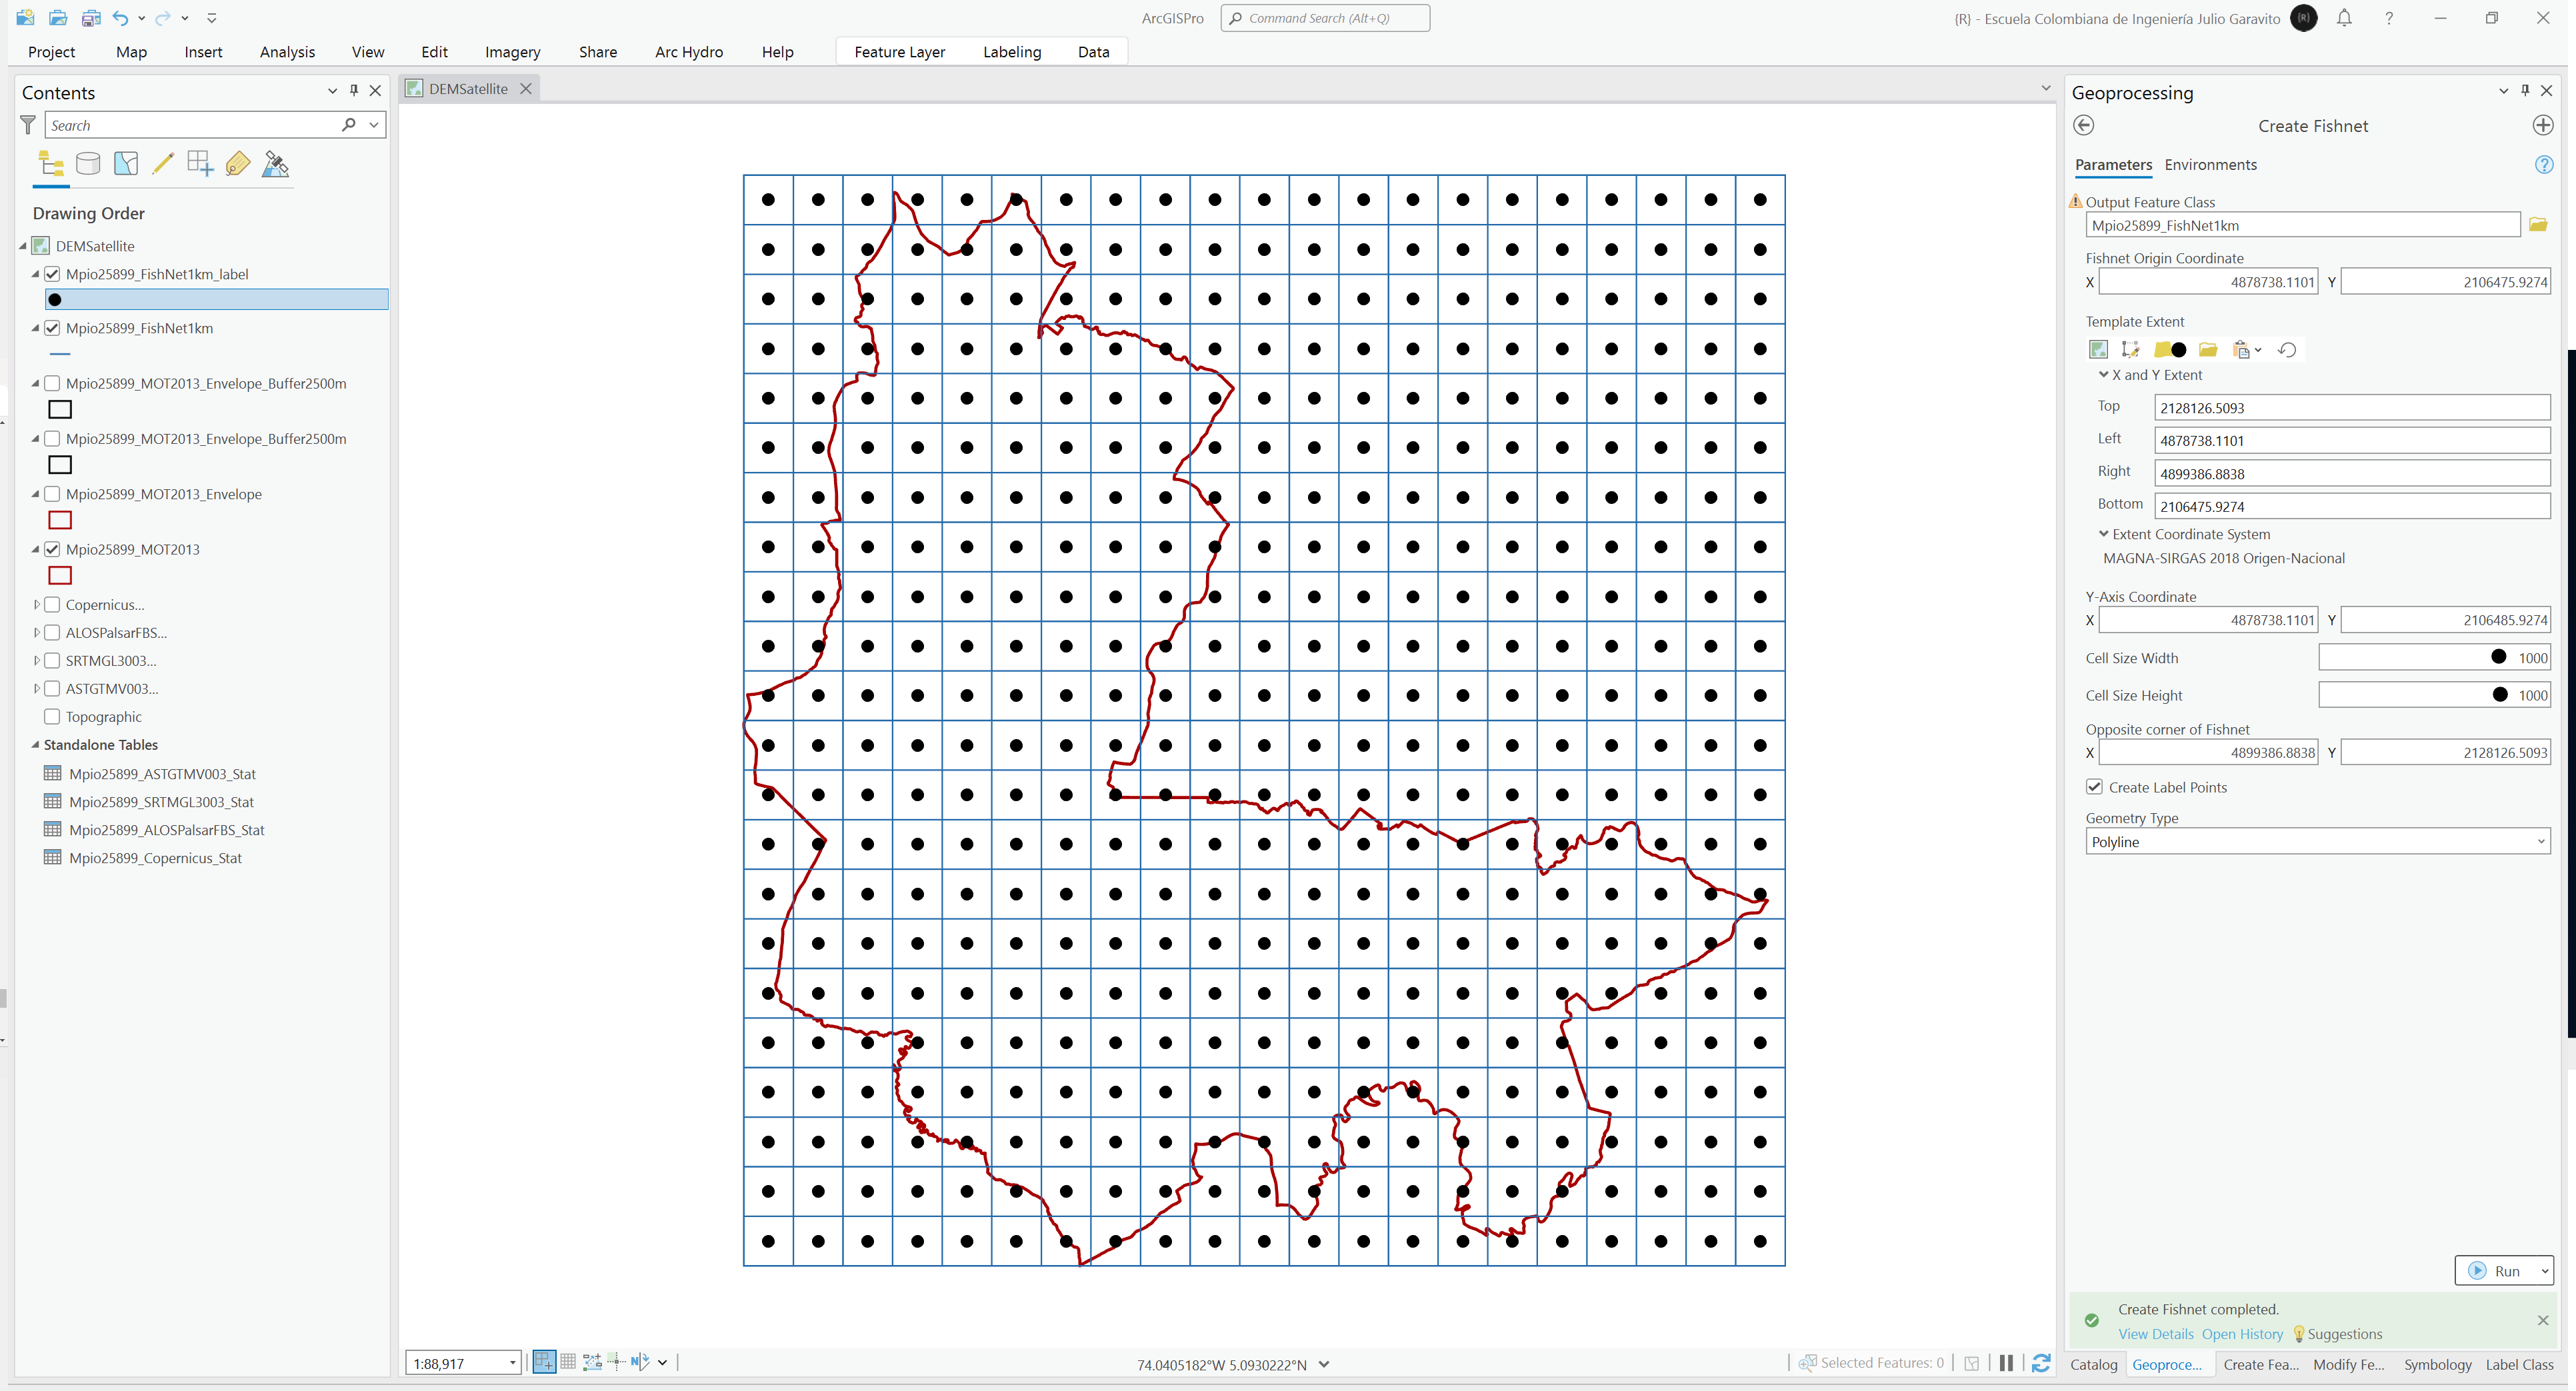 ArcGISPro
Command Search (Alt+Q)
{R} - Escuela Colombiana de Ingeniería Julio Garavito
{R}
?
Project Map Insert Analysis View Edit Imagery Share Arc Hydro Help Feature Layer Labeling Data
Contents
Search
Drawing Order
DEMSatellite
Mpio25899_FishNet1km_label
Mpio25899_FishNet1km
Mpio25899_MOT2013_Envelope_Buffer2500m
Mpio25899_MOT2013_Envelope_Buffer2500m
Mpio25899_MOT2013_Envelope
Mpio25899_MOT2013
Copernicus...
ALOSPalsarFBS...
SRTMGL3003...
ASTGTMV003...
Topographic
Standalone Tables
Mpio25899_ASTGTMV003_Stat
Mpio25899_SRTMGL3003_Stat
Mpio25899_ALOSPalsarFBS_Stat
Mpio25899_Copernicus_Stat
DEMSatellite
1:88,917
74.0405182°W 5.0930222°N
Selected Features: 0
Geoprocessing
Create Fishnet
Parameters Environments
?
Output Feature Class
Mpio25899_FishNet1km
Fishnet Origin Coordinate
X 4878738.1101 Y 2106475.9274
Template Extent
X and Y Extent
Top 2128126.5093
Left 4878738.1101
Right 4899386.8838
Bottom 2106475.9274
Extent Coordinate System
MAGNA-SIRGAS 2018 Origen-Nacional
Y-Axis Coordinate
X 4878738.1101 Y 2106485.9274
Cell Size Width 1000
Cell Size Height 1000
Opposite corner of Fishnet
X 4899386.8838 Y 2128126.5093
Create Label Points
Geometry Type
Polyline
Run
Create Fishnet completed.
View Details Open History Suggestions
Catalog Geoproce... Create Fea... Modify Fe... Symbology Label Class